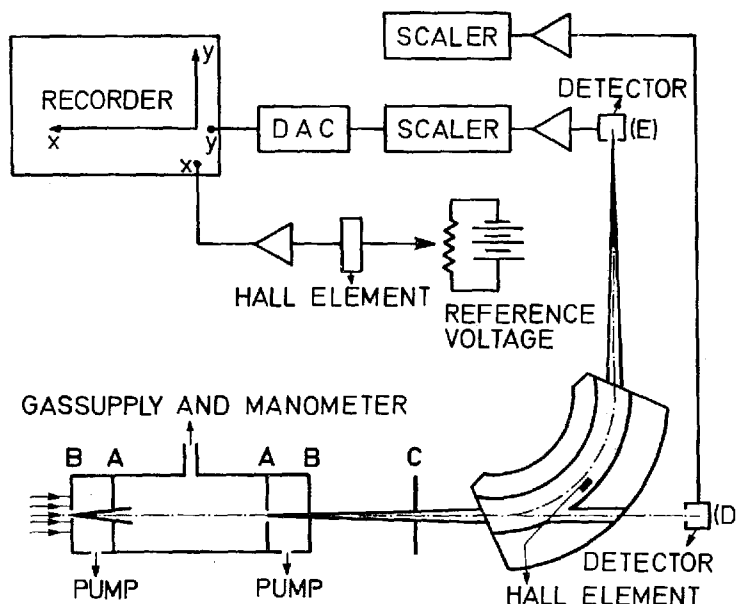 SCALER
y
RECORDER
x
y
x
DAC
SCALER
DETECTOR
(E)
HALL ELEMENT
REFERENCE
VOLTAGE
GASSUPPLY AND MANOMETER
B A A B C
(D
PUMP PUMP
DETECTOR
HALL ELEMENT